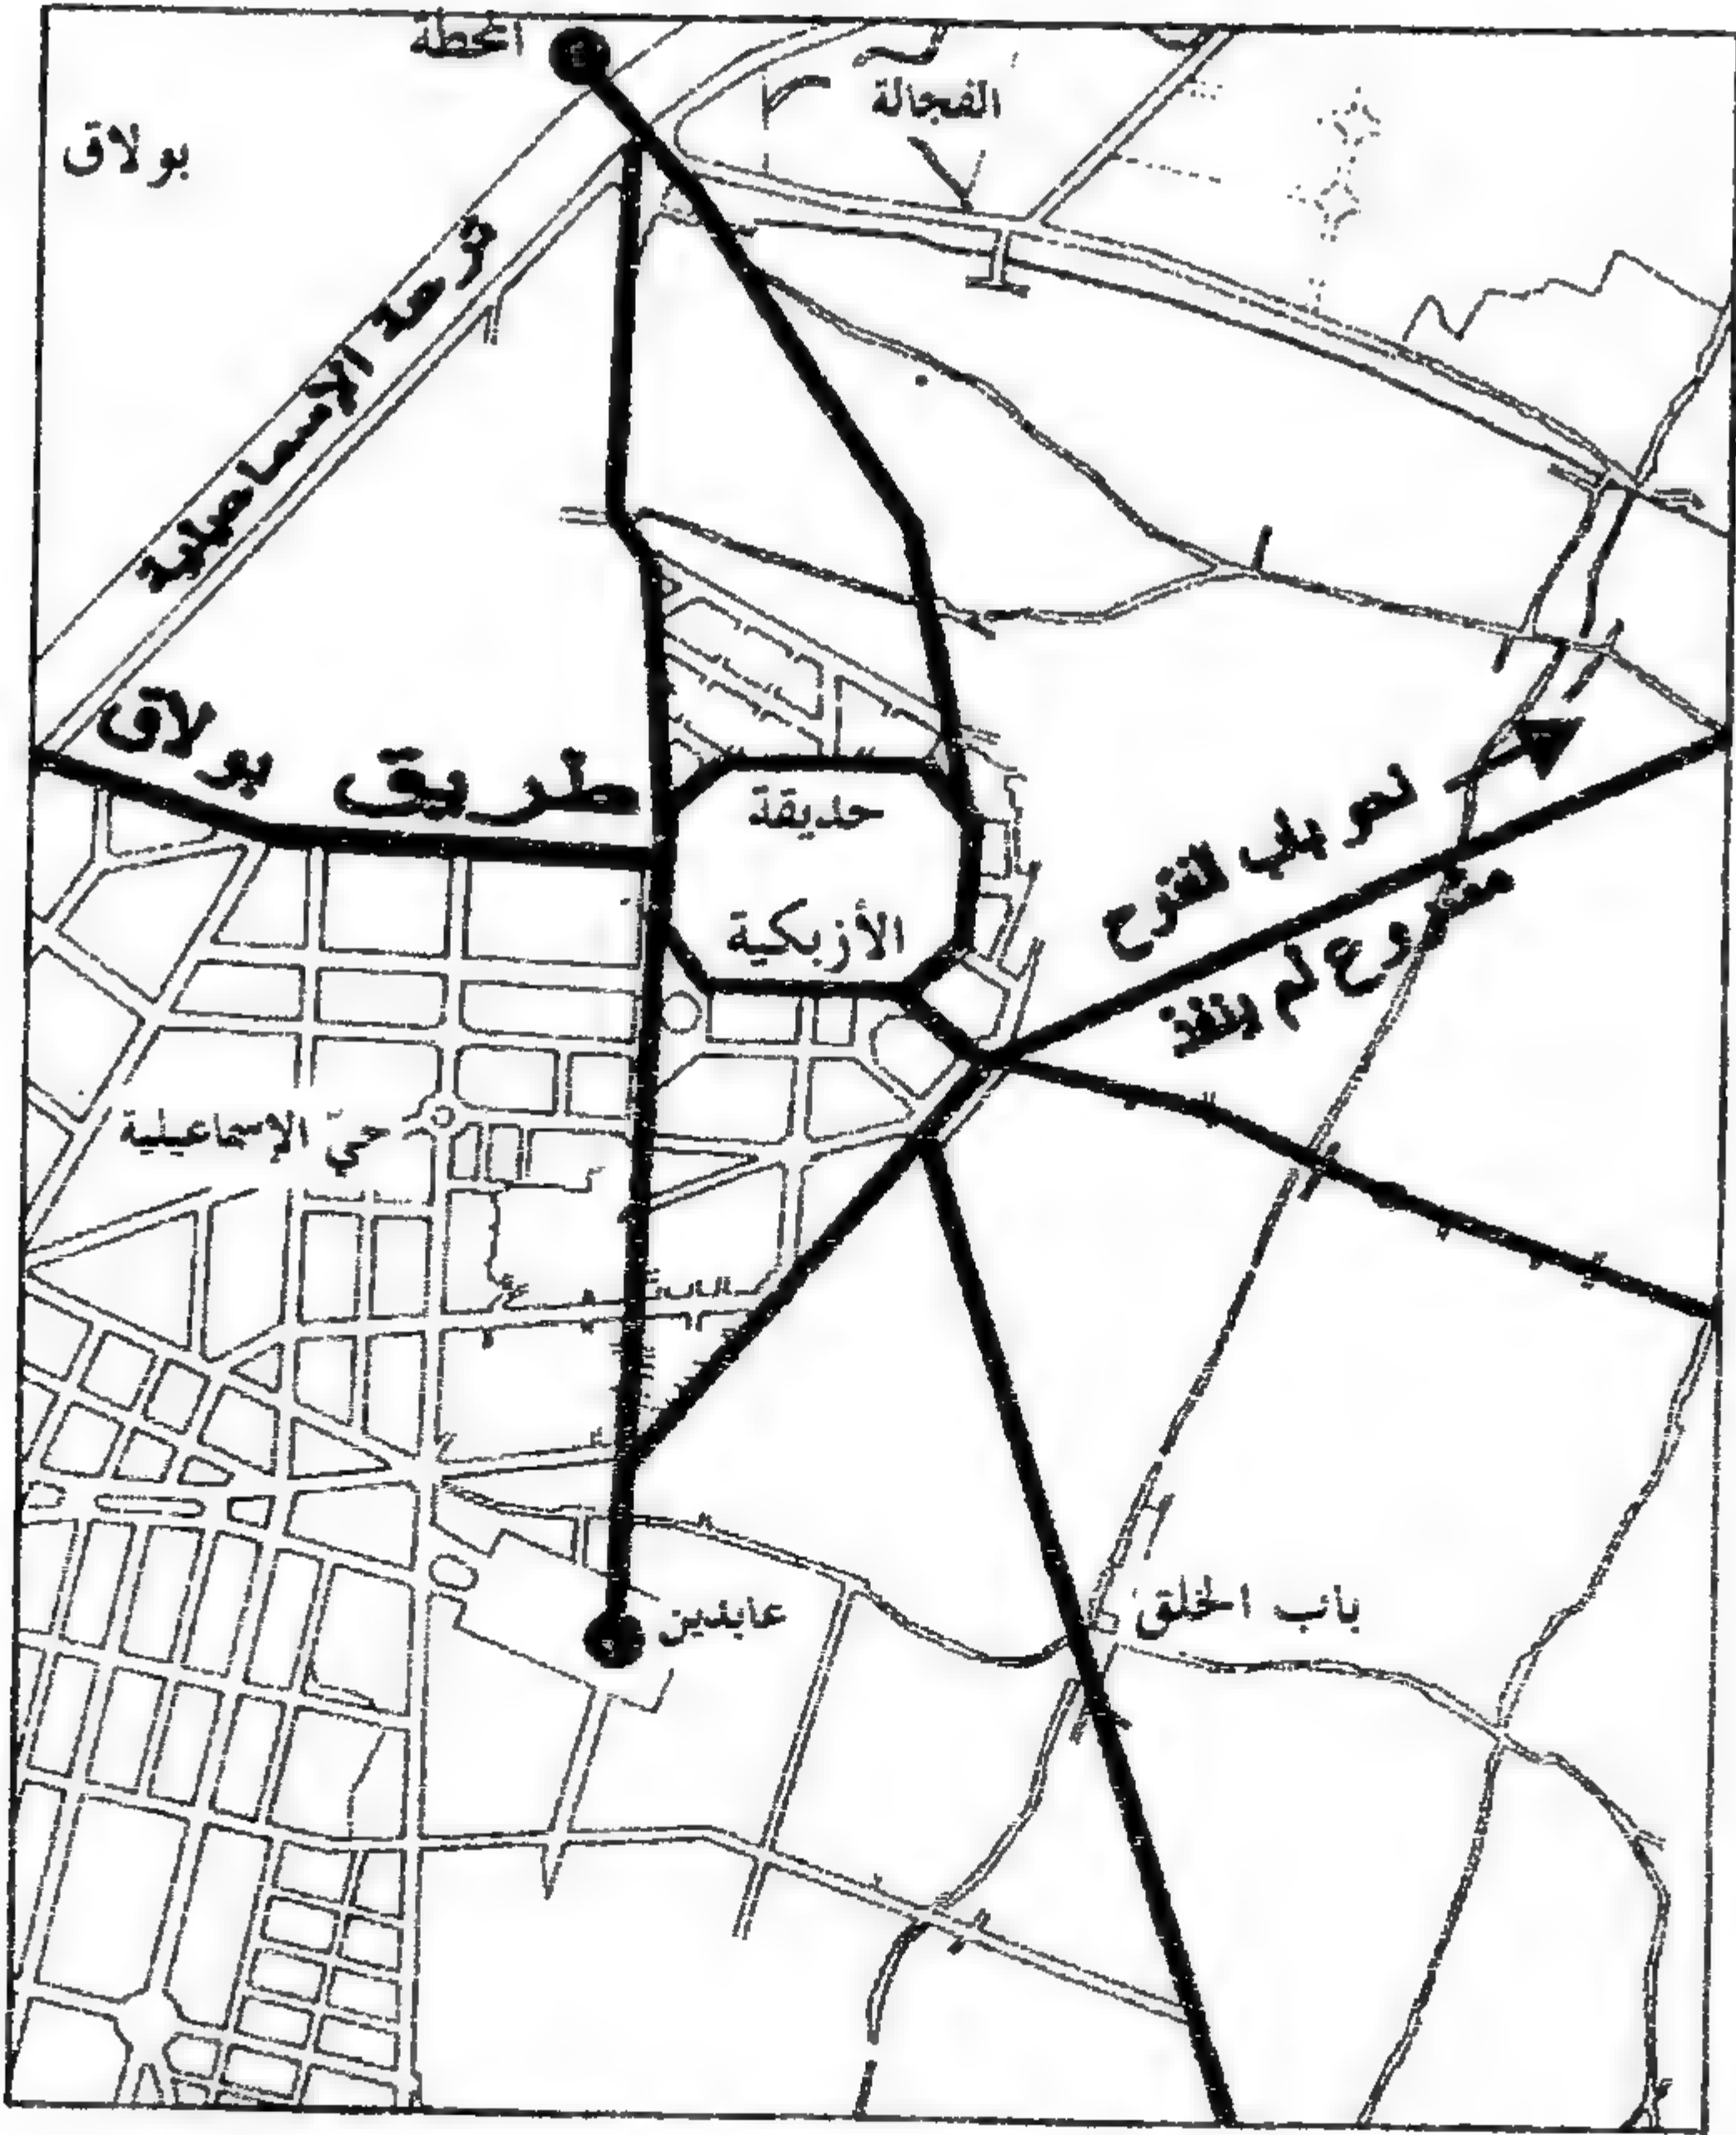 المحطة
الفجالة
بولاق
ترعة الإسماعيلية
طريق بولاق
حديقة
الأزبكية
نحو باب الفتوح
مشروع لم ينفذ
حيّ الإسماعيلية
عابدين
باب الخلق